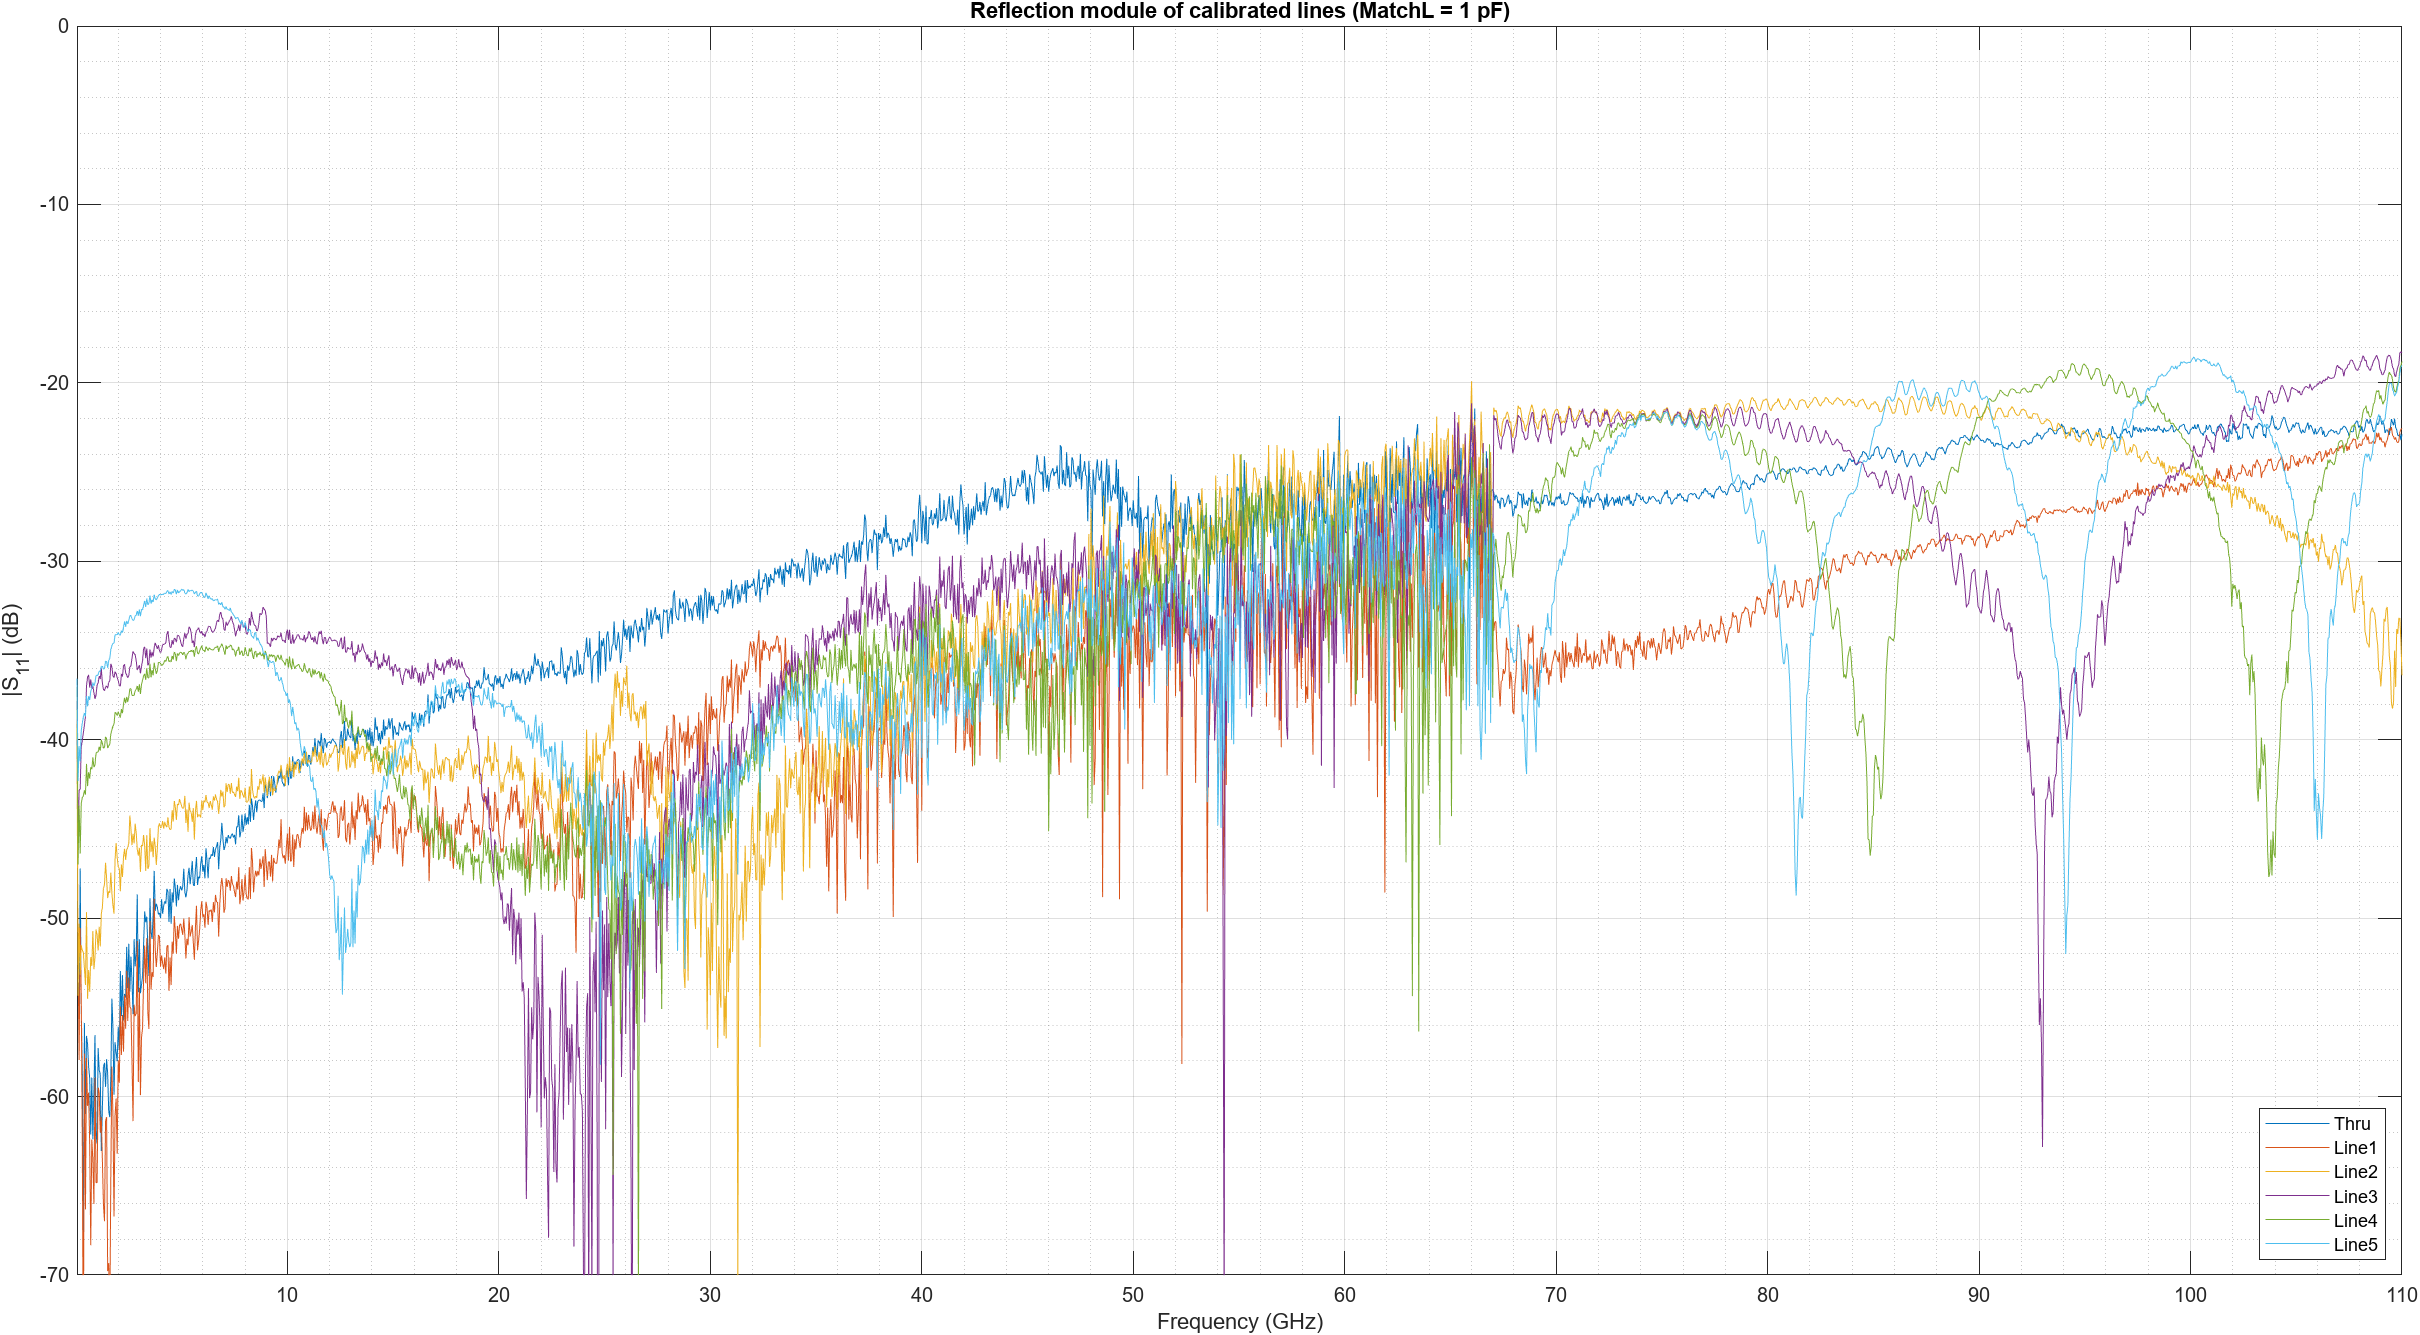 Reflection module of calibrated lines (MatchL = 1 pF)
0
-10
-20
-30
-40
-50
-60
-70
|S11| (dB)
10 20 30 40 50 60 70 80 90 100 110
Frequency (GHz)
Thru
Line1
Line2
Line3
Line4
Line5